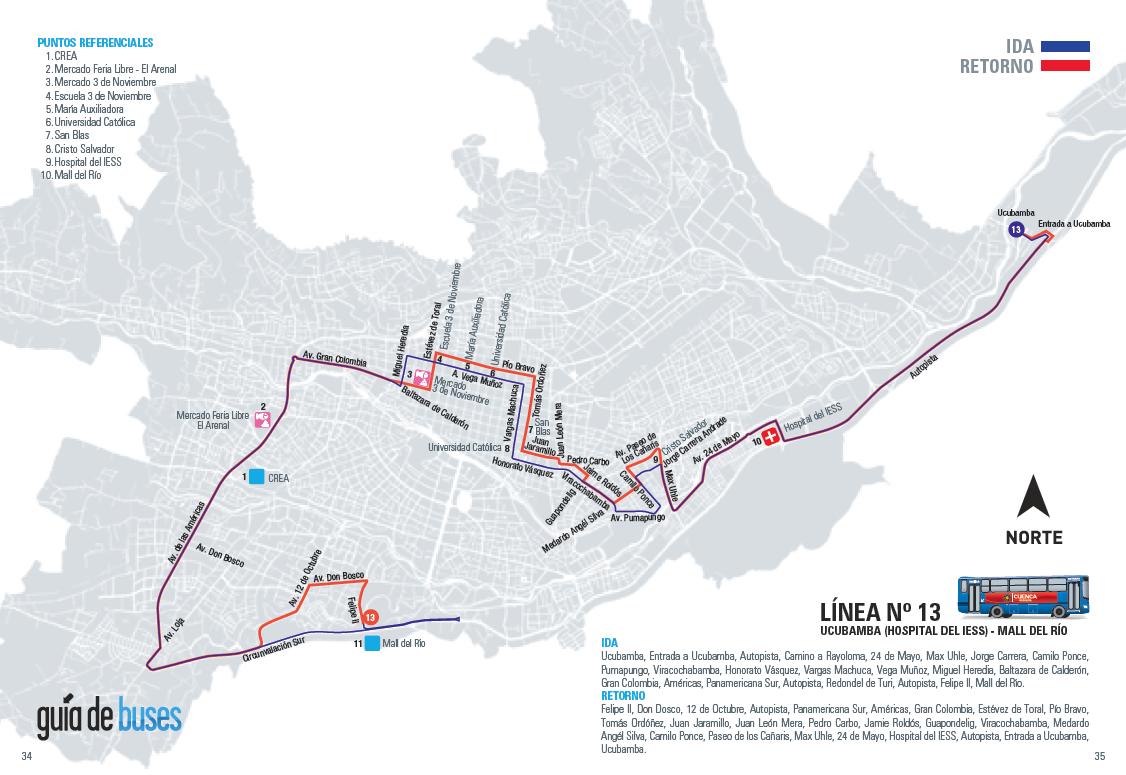 PUNTOS REFERENCIALES
1. CREA
2. Mercado Feria Libre - El Arenal
3. Mercado 3 de Noviembre
4. Escuela 3 de Noviembre
5. María Auxiliadora
6. Universidad Católica
7. San Blas
8. Cristo Salvador
9. Hospital del IESS
10. Mall del Río
IDA
RETORNO
Ucubamba
13
Entrada a Ucubamba
Autopista
Miguel Heredia
Estévez de Toral
Escuela 3 de Noviembre
María Auxiliadora
Universidad Católica
Av. Gran Colombia
3
4
5
6
Pío Bravo
A. Vega Muñoz
Mercado
3 de Noviembre
Baltazara de Calderón
Vargas Machuca
Tomás Ordoñez
Juan León Mera
7
San
Blas
Juan
Jaramillo
Universidad Católica
8
Honorato Vásquez
Pedro Carbo
Jaime Roldós
Viracochabamba
Guapondelig
Medardo Angél Silva
Av. Paseo de
Los Cañaris
Cristo Salvador
9
Jorge Carrera Andrade
Camilo Ponce
Max Uhle
Av. Pumapungo
Av. 24 de Mayo
10
Hospital del IESS
2
Mercado Feria Libre
El Arenal
1
CREA
Av. de las Américas
Av. Don Bosco
Av. Loja
Av. 12 de Octubre
Av. Don Bosco
Felipe II
13
Circunvalación Sur
11
Mall del Río
NORTE
CUENCA
LÍNEA Nº 13
UCUBAMBA (HOSPITAL DEL IESS) - MALL DEL RÍO
IDA
Ucubamba, Entrada a Ucubamba, Autopista, Camino a Rayoloma, 24 de Mayo, Max Uhle, Jorge Carrera, Camilo Ponce,
Pumapungo, Viracochabamba, Honorato Vásquez, Vargas Machuca, Vega Muñoz, Miguel Heredia, Baltazara de Calderón,
Gran Colombia, Américas, Panamericana Sur, Autopista, Redondel de Turi, Autopista, Felipe II, Mall del Rio.
RETORNO
Felipe II, Don Dosco, 12 de Octubre, Autopista, Panamericana Sur, Américas, Gran Colombia, Estévez de Toral, Pío Bravo,
Tomás Ordóñez, Juan Jaramillo, Juan León Mera, Pedro Carbo, Jamie Roldós, Guapondelig, Viracochabamba, Medardo
Angél Silva, Camilo Ponce, Paseo de los Cañaris, Max Uhle, 24 de Mayo, Hospital del IESS, Autopista, Entrada a Ucubamba,
Ucubamba.
guía de buses
34
35